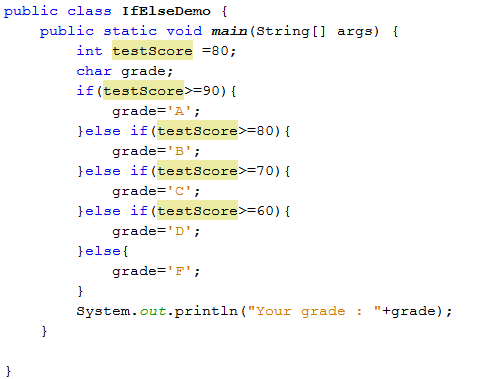 public class IfElseDemo {
    public static void main(String[] args) {
        int testScore =80;
        char grade;
        if(testScore>=90){
            grade='A';
        }else if(testScore>=80){
            grade='B';
        }else if(testScore>=70){
            grade='C';
        }else if(testScore>=60){
            grade='D';
        }else{
            grade='F';
        }
        System.out.println("Your grade : "+grade);
    }
}